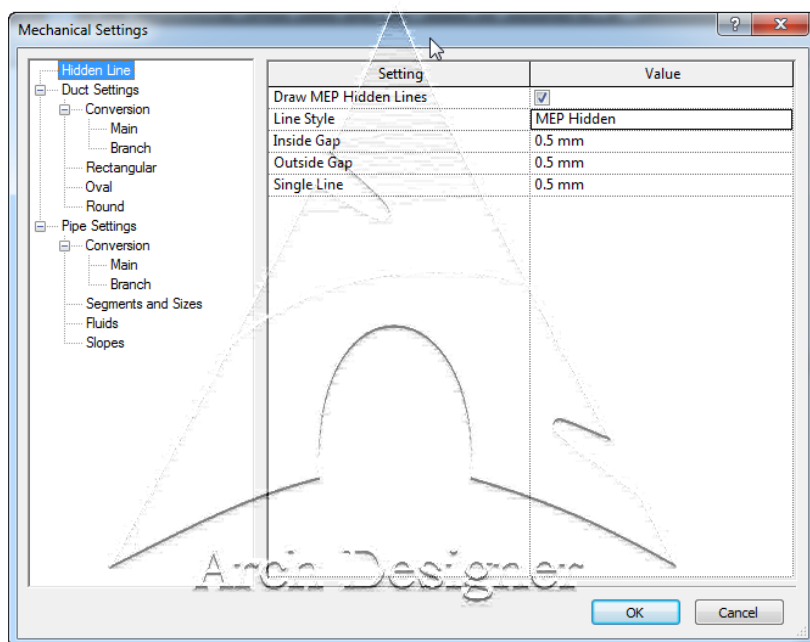 Mechanical Settings
Hidden Line
Duct Settings
Conversion
Main
Branch
Rectangular
Oval
Round
Pipe Settings
Conversion
Main
Branch
Segments and Sizes
Fluids
Slopes
Setting Value
Draw MEP Hidden Lines
Line Style MEP Hidden
Inside Gap 0.5 mm
Outside Gap 0.5 mm
Single Line 0.5 mm
Arch Designer
OK Cancel